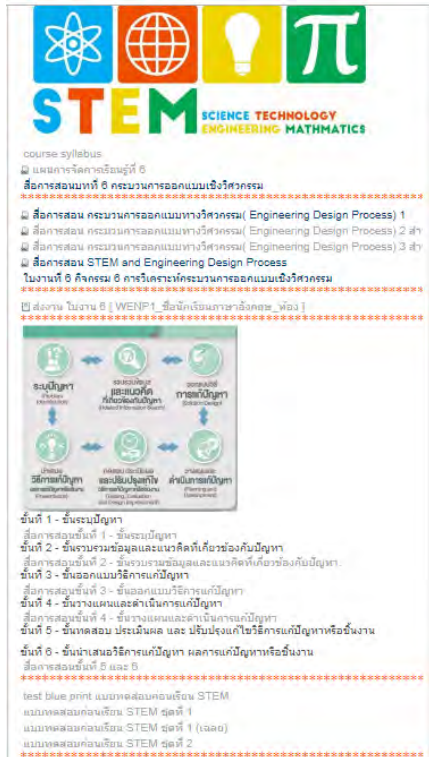 STEM
SCIENCE TECHNOLOGY
ENGINEERING MATHMATICS
course syllabus
แผนการจัดการเรียนรู้ที่ 6
สื่อการสอนบทที่ 6 กระบวนการออกแบบเชิงวิศวกรรม
สื่อการสอน กระบวนการออกแบบทางวิศวกรรม( Engineering Design Process) 1
สื่อการสอน กระบวนการออกแบบทางวิศวกรรม( Engineering Design Process) 2 สำ
สื่อการสอน กระบวนการออกแบบทางวิศวกรรม( Engineering Design Process) 3 สำ
สื่อการสอน STEM and Engineering Design Process
ใบงานที่ 6 กิจกรรม 6 การวิเคราะห์กระบวนการออกแบบเชิงวิศวกรรม
ส่งงาน ใบงาน 6 [ WENP1_ชื่อนักเรียนภาษาอังกฤษ_ห้อง ]
ระบุปัญหา
รวบรวมข้อมูล
และแนวคิด
ที่เกี่ยวข้องกับปัญหา
ออกแบบวิธี
การแก้ปัญหา
นำเสนอ
วิธีการแก้ปัญหา
ทดสอบ ประเมินผล
และปรับปรุงแก้ไข
วางแผนและ
ดำเนินการแก้ปัญหา
ขั้นที่ 1 - ขั้นระบุปัญหา
สื่อการสอนขั้นที่ 1 - ขั้นระบุปัญหา
ขั้นที่ 2 - ขั้นรวบรวมข้อมูลและแนวคิดที่เกี่ยวข้องกับปัญหา
สื่อการสอนขั้นที่ 2 - ขั้นรวบรวมข้อมูลและแนวคิดที่เกี่ยวข้องกับปัญหา
ขั้นที่ 3 - ขั้นออกแบบวิธีการแก้ปัญหา
สื่อการสอนขั้นที่ 3 - ขั้นออกแบบวิธีการแก้ปัญหา
ขั้นที่ 4 - ขั้นวางแผนและดำเนินการแก้ปัญหา
สื่อการสอนขั้นที่ 4 - ขั้นวางแผนและดำเนินการแก้ปัญหา
ขั้นที่ 5 - ขั้นทดสอบ ประเมินผล และ ปรับปรุงแก้ไขวิธีการแก้ปัญหาหรือชิ้นงาน
ขั้นที่ 6 - ขั้นนำเสนอวิธีการแก้ปัญหา ผลการแก้ปัญหาหรือชิ้นงาน
สื่อการสอนขั้นที่ 5 และ 6
test blue print แบบทดสอบก่อนเรียน STEM
แบบทดสอบก่อนเรียน STEM ชุดที่ 1
แบบทดสอบก่อนเรียน STEM ชุดที่ 1 (เฉลย)
แบบทดสอบก่อนเรียน STEM ชุดที่ 2